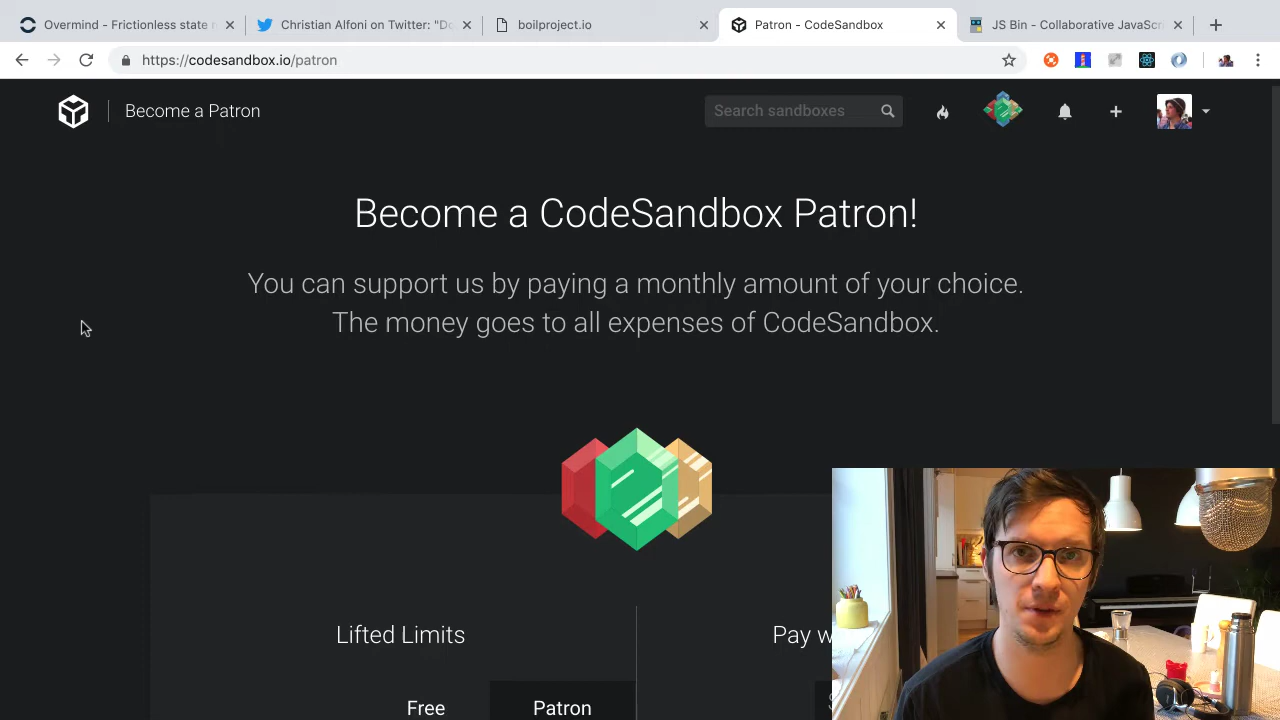 Overmind - Frictionless state
Christian Alfoni on Twitter: "Do
boilproject.io
Patron - CodeSandbox
JS Bin - Collaborative JavaScr
https://codesandbox.io/patron
Become a Patron
Search sandboxes
Become a CodeSandbox Patron!
You can support us by paying a monthly amount of your choice.
The money goes to all expenses of CodeSandbox.
Lifted Limits
Pay
Free
Patron